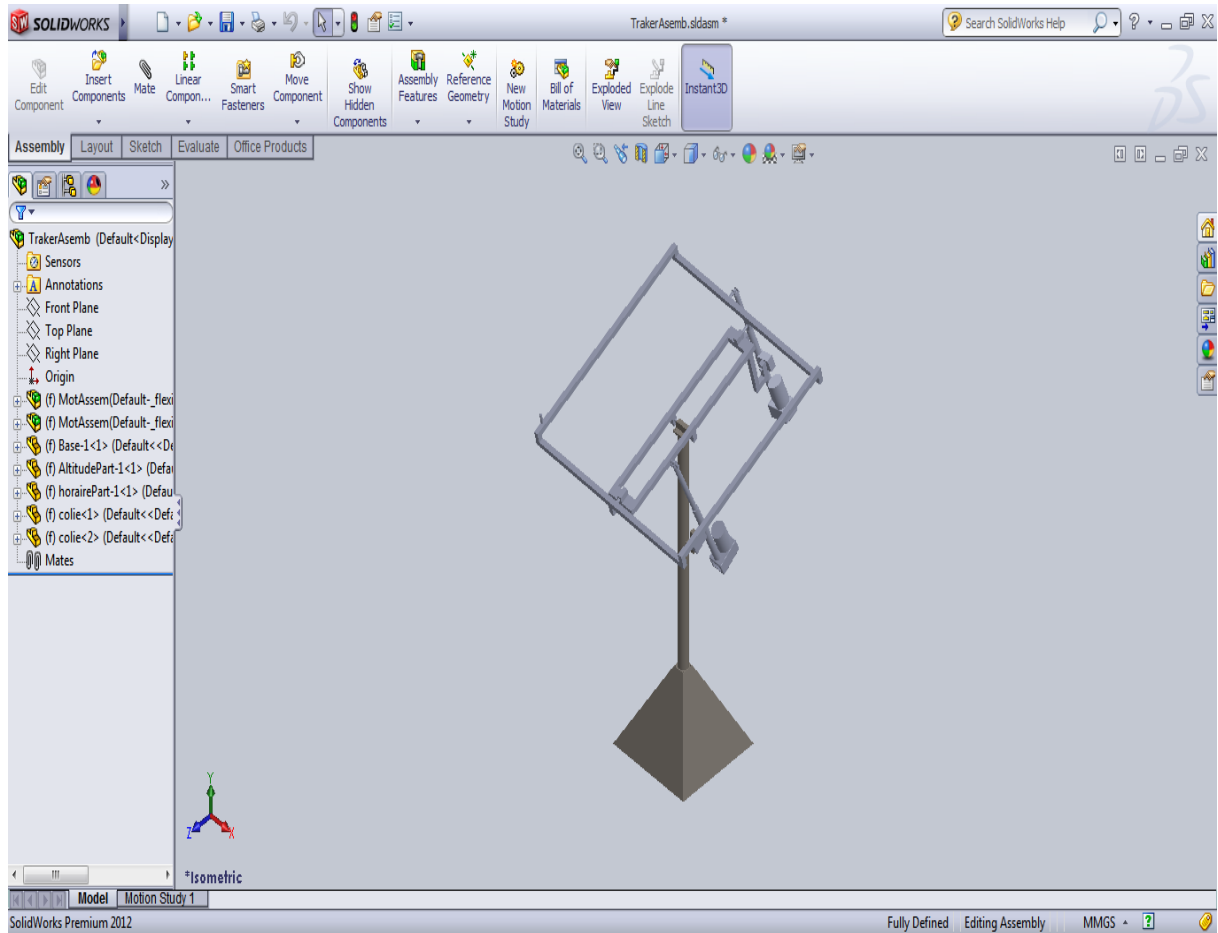 SOLIDWORKS
TrakerAsemb.sldasm *
Search SolidWorks Help
Edit Component
Insert Components
Mate
Linear Compon...
Smart Fasteners
Move Component
Show Hidden Components
Assembly Features
Reference Geometry
New Motion Study
Bill of Materials
Exploded View
Explode Line Sketch
Instant3D
Assembly
Layout
Sketch
Evaluate
Office Products
TrakerAsemb (Default<Display
Sensors
Annotations
Front Plane
Top Plane
Right Plane
Origin
(f) MotAssem(Default-_flexi
(f) MotAssem(Default-_flexi
(f) Base-1<1> (Default<<De
(f) AltitudePart-1<1> (Defau
(f) horairePart-1<1> (Defau
(f) colie<1> (Default<<Defa
(f) colie<2> (Default<<Defa
Mates
Y
Z
X
*Isometric
Model
Motion Study 1
SolidWorks Premium 2012
Fully Defined
Editing Assembly
MMGS